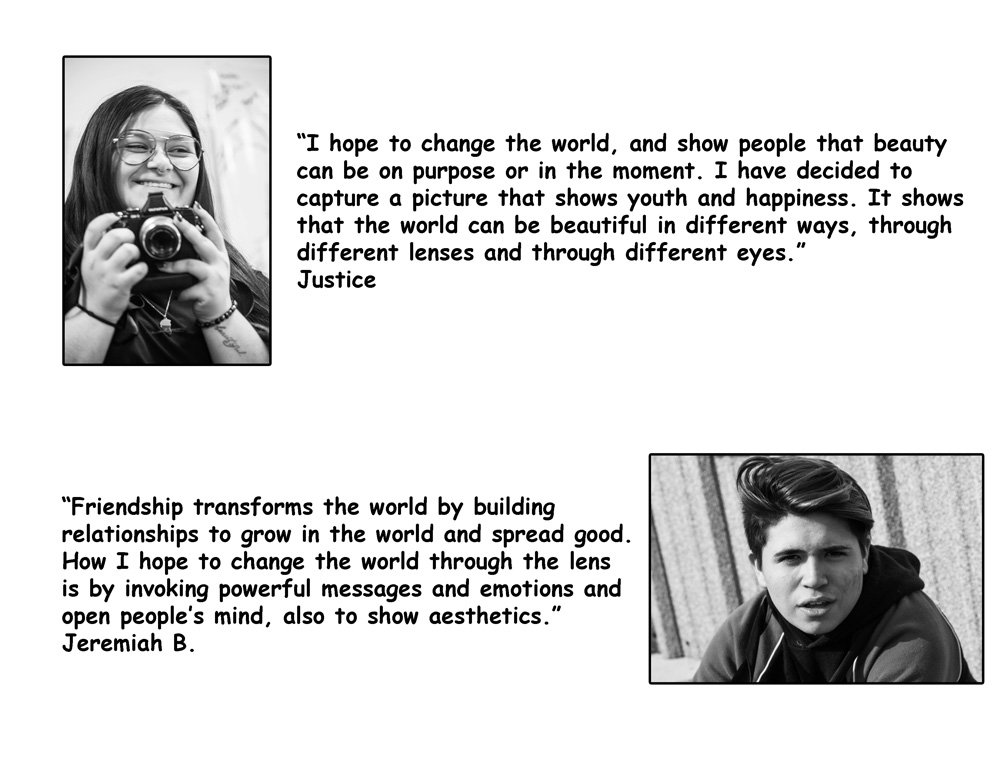 “I hope to change the world, and show people that beauty
can be on purpose or in the moment. I have decided to
capture a picture that shows youth and happiness. It shows
that the world can be beautiful in different ways, through
different lenses and through different eyes.”
Justice
“Friendship transforms the world by building
relationships to grow in the world and spread good.
How I hope to change the world through the lens
is by invoking powerful messages and emotions and
open people’s mind, also to show aesthetics.”
Jeremiah B.